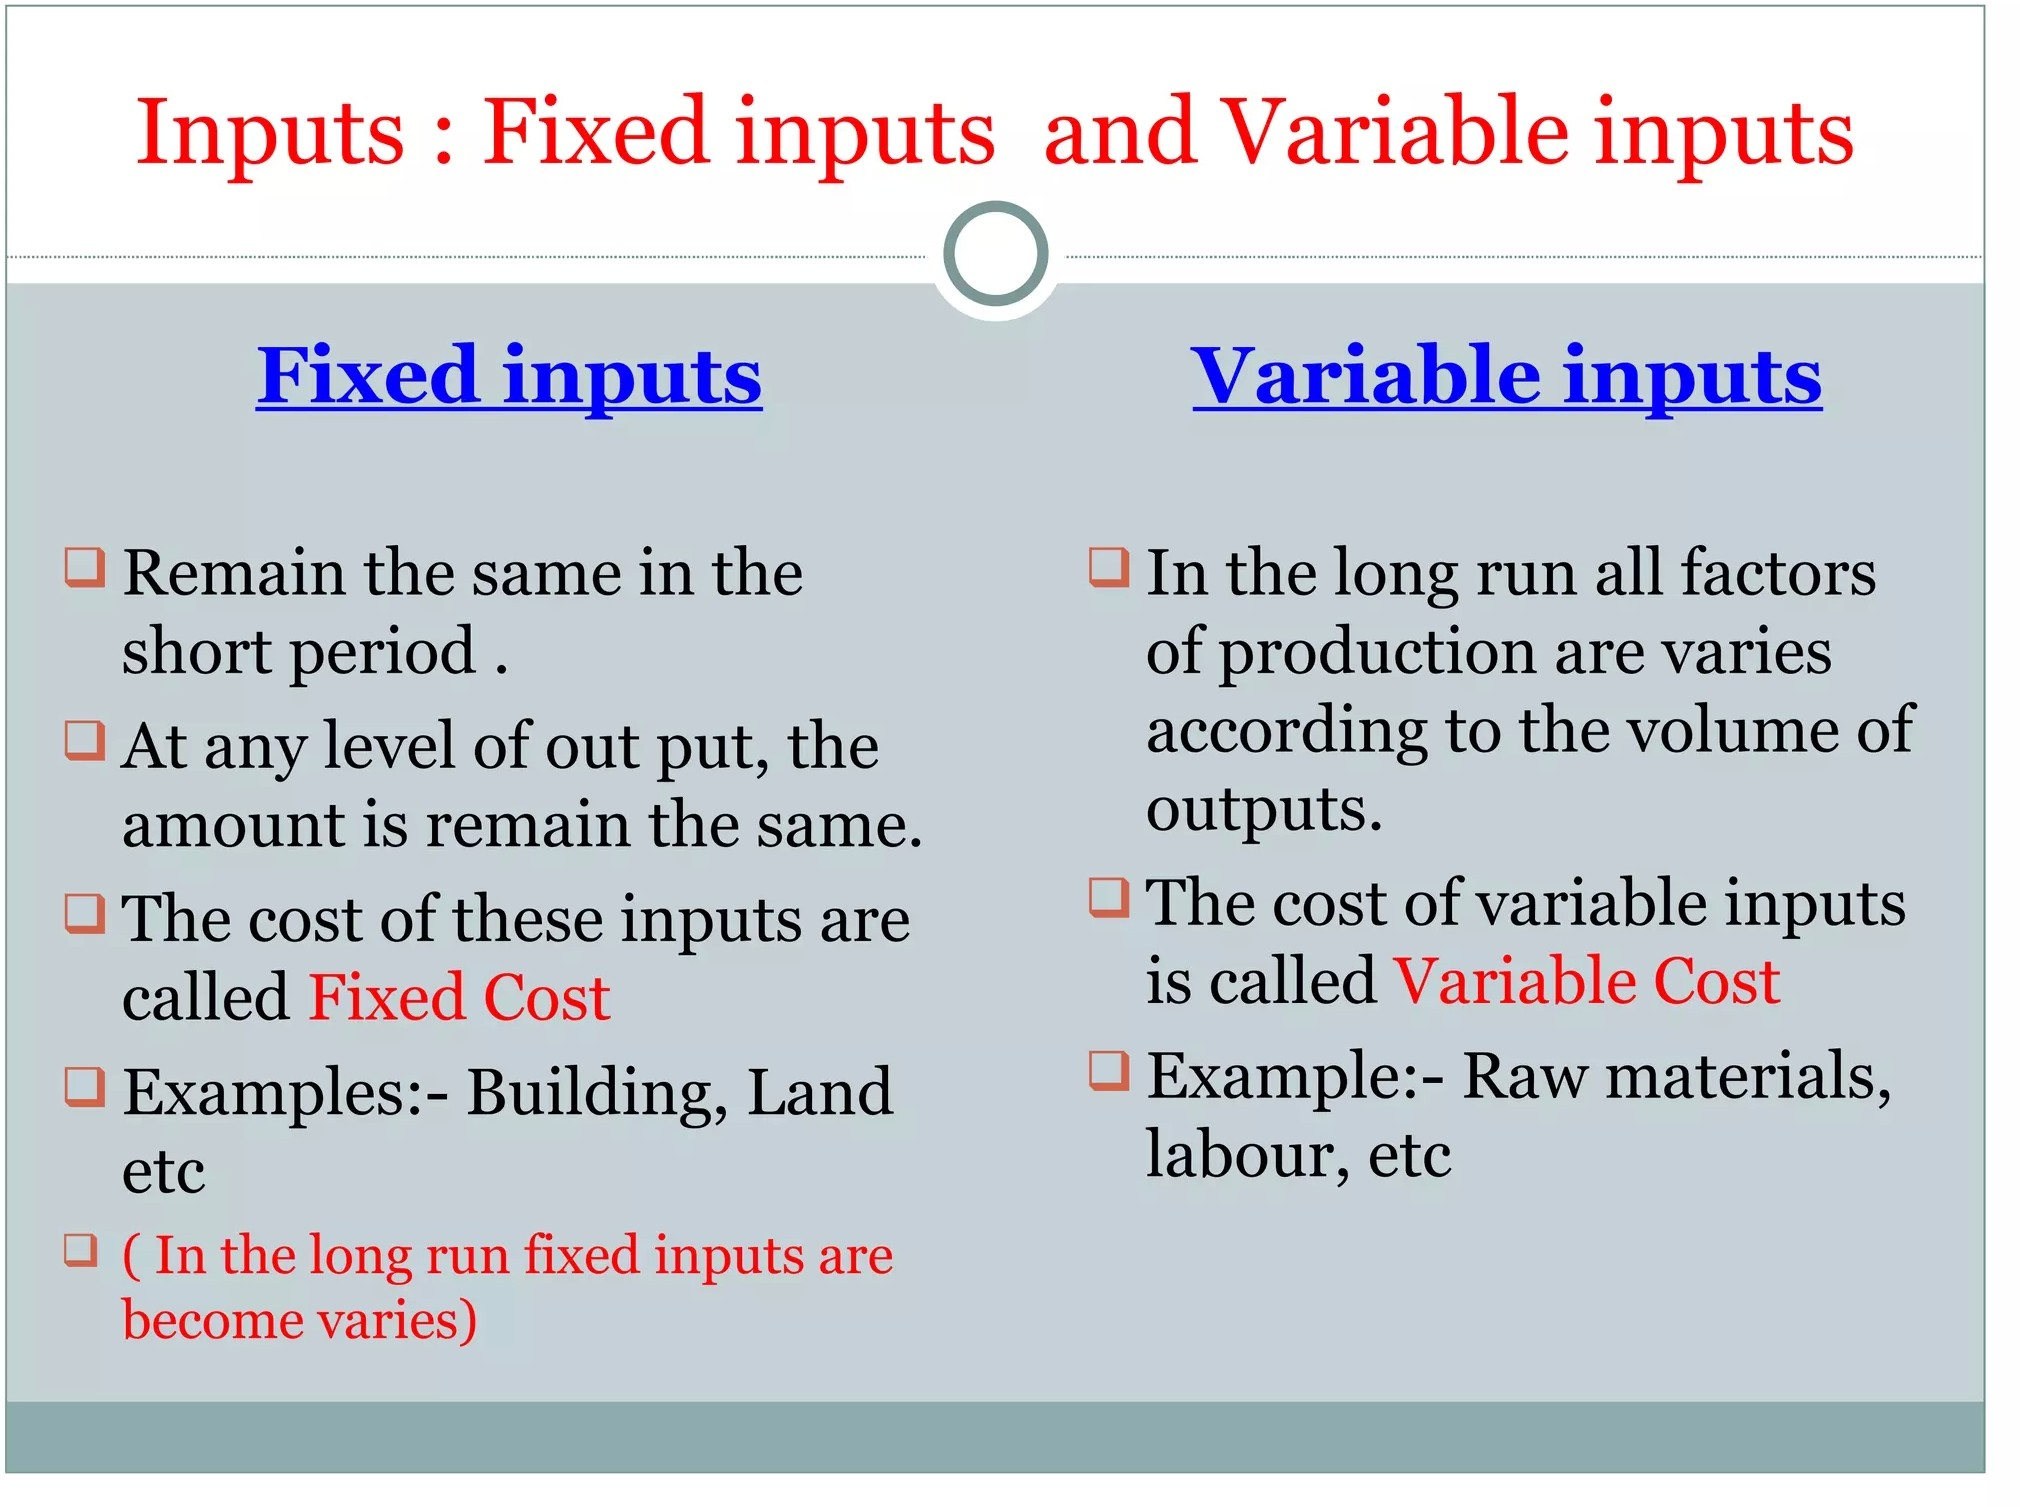 Inputs : Fixed inputs and Variable inputs
Fixed inputs
Remain the same in the
short period .
At any level of out put, the
amount is remain the same.
The cost of these inputs are
called Fixed Cost
Examples:- Building, Land
etc
( In the long run fixed inputs are
become varies)
Variable inputs
In the long run all factors
of production are varies
according to the volume of
outputs.
The cost of variable inputs
is called Variable Cost
Example:- Raw materials,
labour, etc